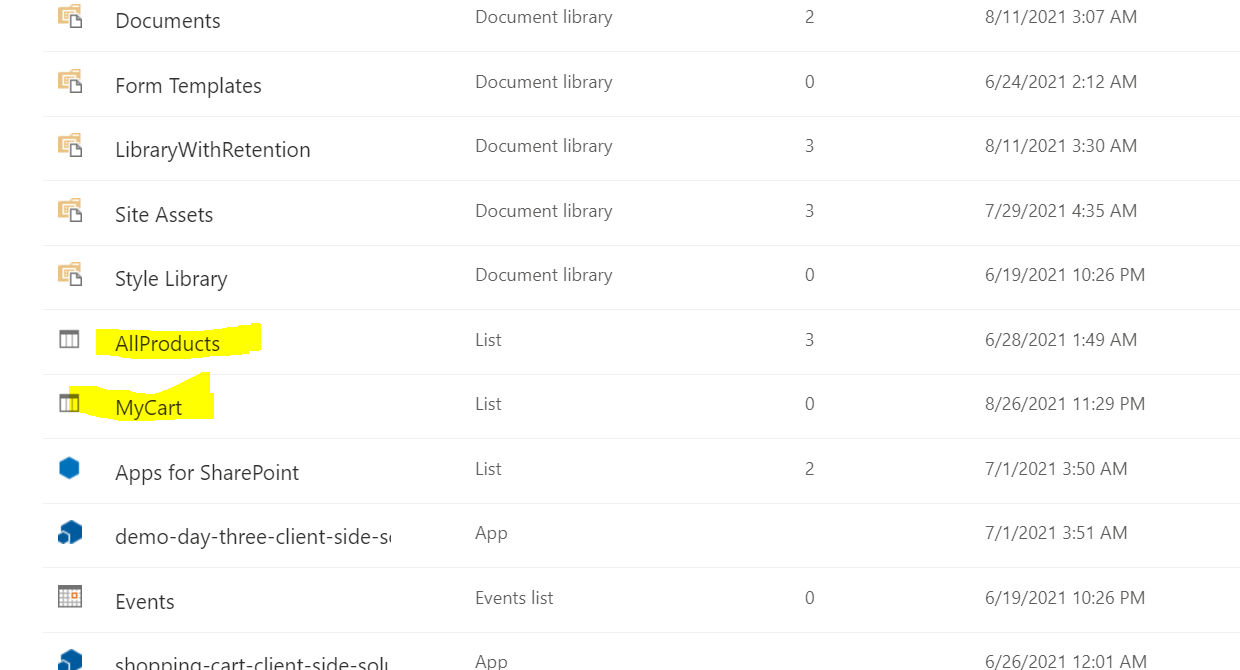 Documents Document library 2 8/11/2021 3:07 AM
Form Templates Document library 0 6/24/2021 2:12 AM
LibraryWithRetention Document library 3 8/11/2021 3:30 AM
Site Assets Document library 3 7/29/2021 4:35 AM
Style Library Document library 0 6/19/2021 10:26 PM
AllProducts List 3 6/28/2021 1:49 AM
MyCart List 0 8/26/2021 11:29 PM
Apps for SharePoint List 2 7/1/2021 3:50 AM
demo-day-three-client-side-s App 7/1/2021 3:51 AM
Events Events list 0 6/19/2021 10:26 PM
shopping-cart-client-side-solu App 6/26/2021 12:01 AM